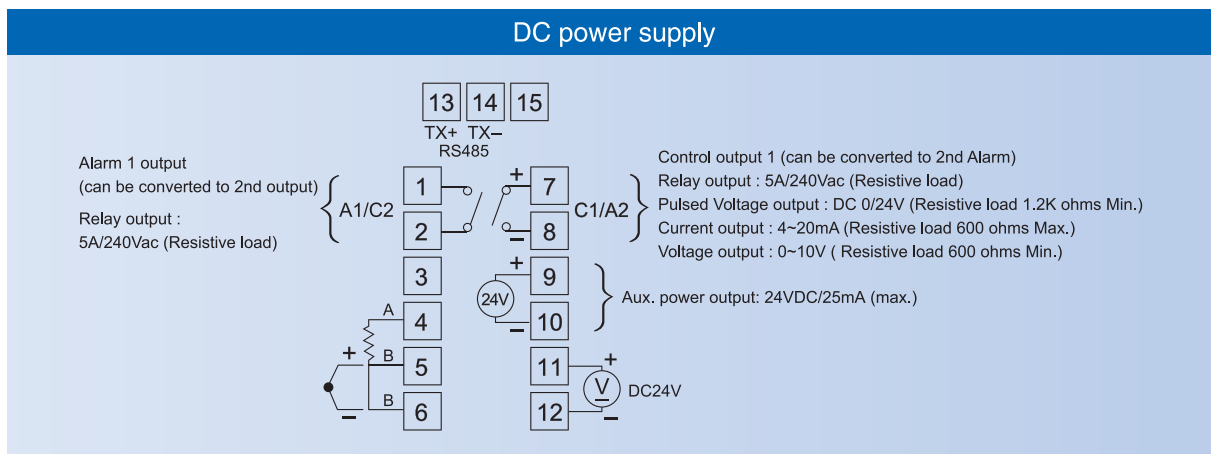 DC power supply
13 14 15
TX+ TX–
RS485
Alarm 1 output
(can be converted to 2nd output)
Relay output :
5A/240Vac (Resistive load)
A1/C2
1
2
3
4
5
6
A
B
B
+
–
+
–
7
8
C1/A2
Control output 1 (can be converted to 2nd Alarm)
Relay output : 5A/240Vac (Resistive load)
Pulsed Voltage output : DC 0/24V (Resistive load 1.2K ohms Min.)
Current output : 4~20mA (Resistive load 600 ohms Max.)
Voltage output : 0~10V ( Resistive load 600 ohms Min.)
+
24V
–
9
10
Aux. power output: 24VDC/25mA (max.)
11
12
+
V
–
DC24V